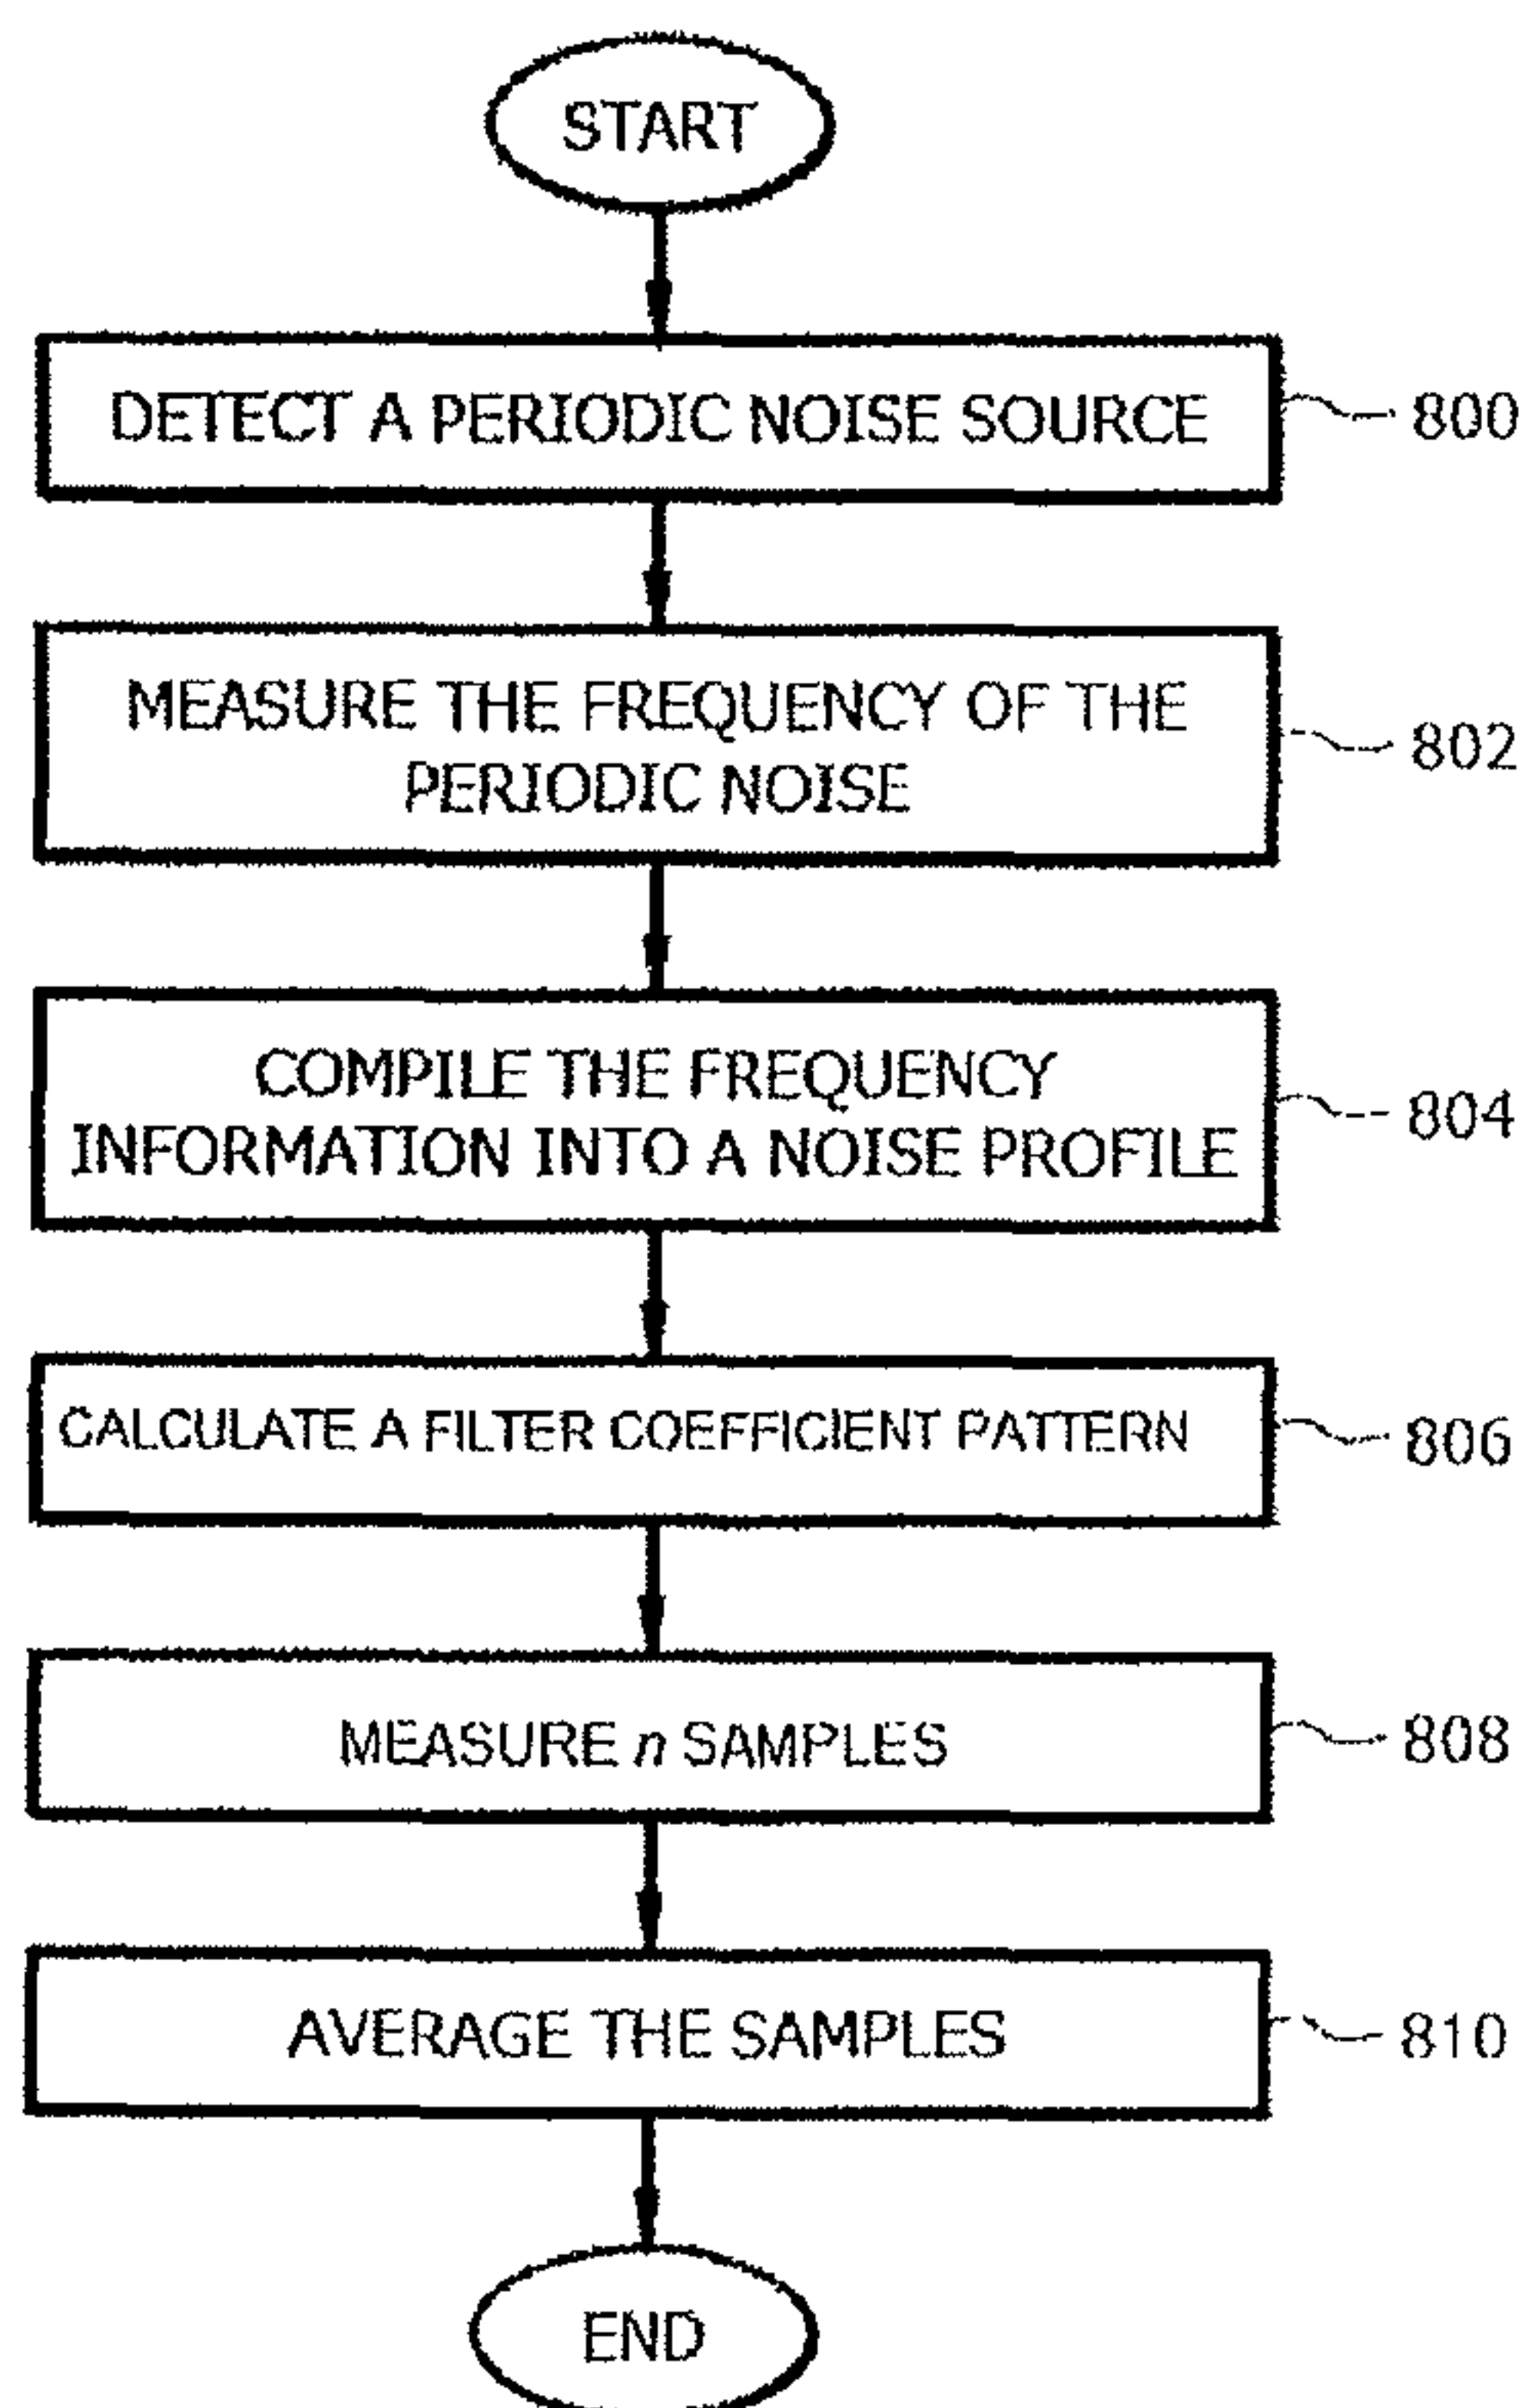 START
DETECT A PERIODIC NOISE SOURCE
800
MEASURE THE FREQUENCY OF THE
PERIODIC NOISE
802
COMPILE THE FREQUENCY
INFORMATION INTO A NOISE PROFILE
804
CALCULATE A FILTER COEFFICIENT PATTERN
806
MEASURE n SAMPLES
808
AVERAGE THE SAMPLES
810
END